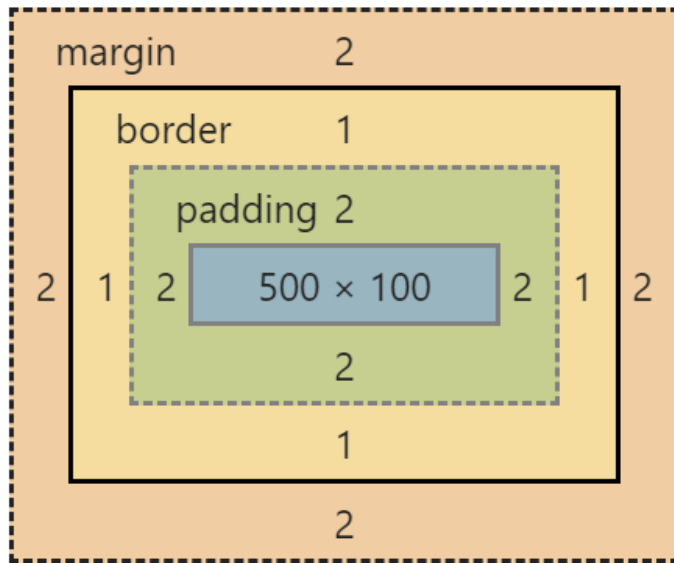 margin 2
border 1
padding 2
2 1 2 500 × 100 2 1 2
2
1
2